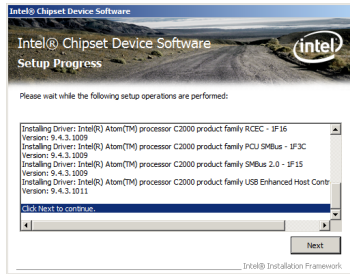 Intel® Chipset Device Software
Intel® Chipset Device Software
Setup Progress
intel
Please wait while the following setup operations are performed:
Installing Driver: Intel(R) Atom(TM) processor C2000 product family RCEC - 1F16
Version: 9.4.3.1009
Installing Driver: Intel(R) Atom(TM) processor C2000 product family PCU SMBus - 1F3C
Version: 9.4.3.1009
Installing Driver: Intel(R) Atom(TM) processor C2000 product family SMBus 2.0 - 1F15
Version: 9.4.3.1009
Installing Driver: Intel(R) Atom(TM) processor C2000 product family USB Enhanced Host Contr
Version: 9.4.3.1011
Click Next to continue.
Next
Intel® Installation Framework